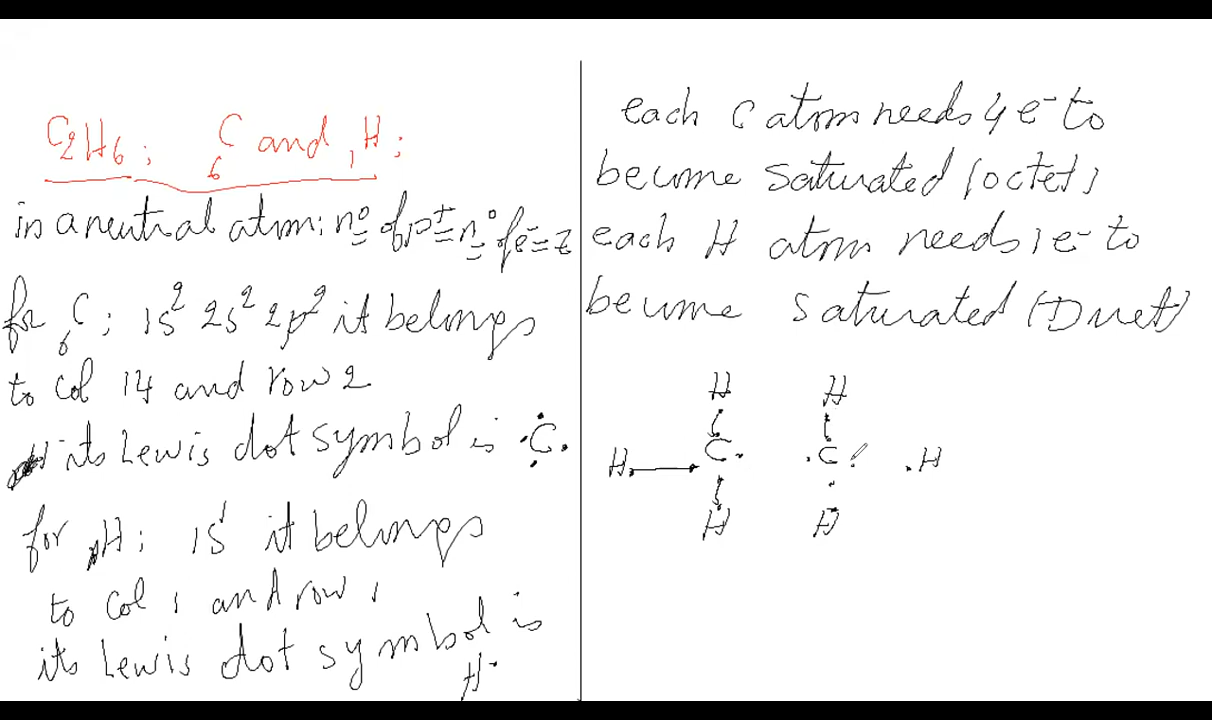 C2H6; 6C and 1H;
in a neutral atom: nº of p+ = nº of e- = Z
for 6C: 1s2 2s2 2p2 it belongs
to col 14 and row 2
its Lewis dot symbol is ·C·
for 1H: 1s1 it belongs
to col 1 and row 1
its Lewis dot symbol is
H·
each C atom needs 4 e- to
become saturated (octet)
each H atom needs 1 e- to
become saturated (Duet)
H H
H C C H
H H